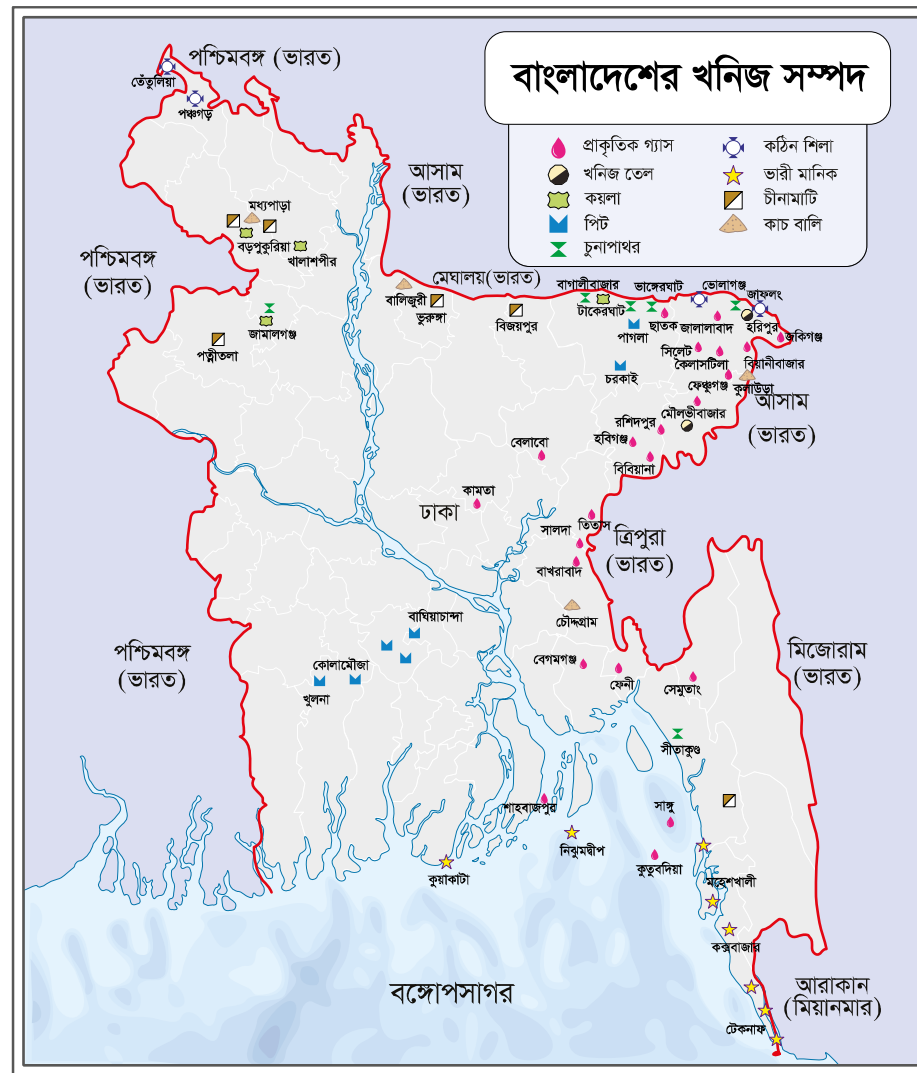 বাংলাদেশের খনিজ সম্পদ
প্রাকৃতিক গ্যাস
কঠিন শিলা
খনিজ তেল
ভারী মানিক
কয়লা
চীনামাটি
পিট
কাচ বালি
চুনাপাথর
পশ্চিমবঙ্গ (ভারত)
তেঁতুলিয়া
পঞ্চগড়
আসাম
(ভারত)
মধ্যপাড়া
বড়পুকুরিয়া
খালাশপীর
পশ্চিমবঙ্গ
(ভারত)
মেঘালয়(ভারত)
বালিজুরী
ভুরুঙ্গা
বিজয়পুর
বাগালীবাজার
টাকেরঘাট
ভাঙ্গেরঘাট
ভোলাগঞ্জ
জাফলং
পাগলা
ছাতক
জালালাবাদ
হরিপুর
জকিগঞ্জ
জামালগঞ্জ
পত্নীতলা
সিলেট
কৈলাসটিলা
বিয়ানীবাজার
চরকাই
ফেঞ্চুগঞ্জ
কুলাউড়া
আসাম
(ভারত)
রশিদপুর
মৌলভীবাজার
হবিগঞ্জ
বিবিয়ানা
বেলাবো
কামতা
ঢাকা
সালদা
তিতাস
বাখরাবাদ
ত্রিপুরা
(ভারত)
চৌদ্দগ্রাম
বাঘিয়াচান্দা
কোলামৌজা
খুলনা
পশ্চিমবঙ্গ
(ভারত)
বেগমগঞ্জ
ফেনী
সেমুতাং
মিজোরাম
(ভারত)
সীতাকুণ্ড
শাহবাজপুর
সাঙ্গু
নিঝুমদ্বীপ
কুতুবদিয়া
কুয়াকাটা
মহেশখালী
কক্সবাজার
বঙ্গোপসাগর
আরাকান
(মিয়ানমার)
টেকনাফ